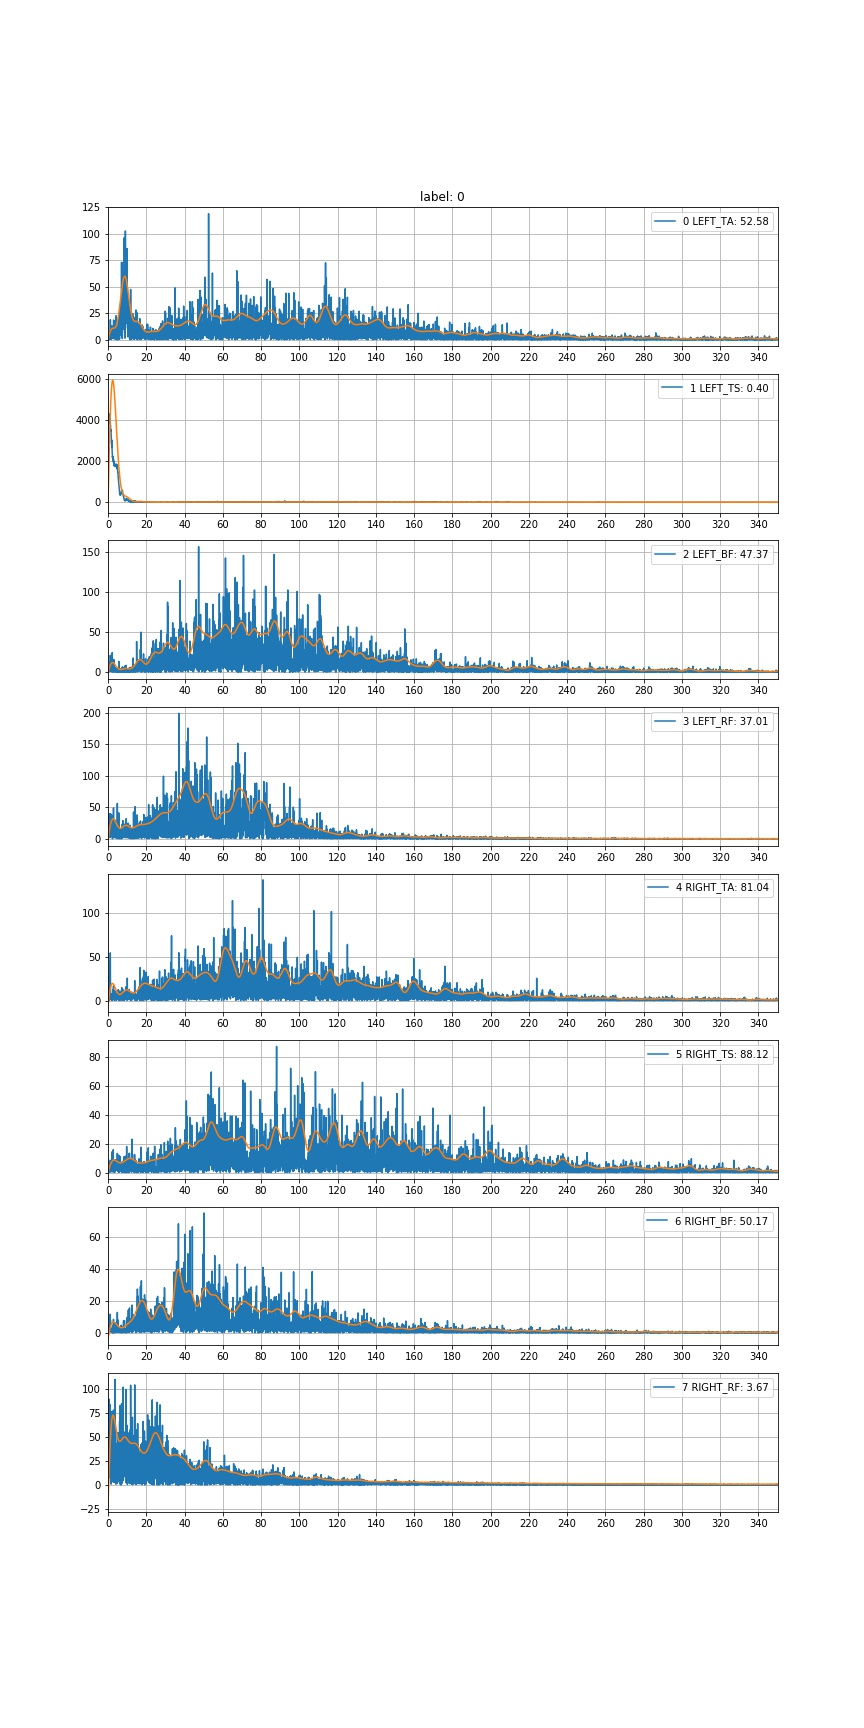 label: 0
125
100
75
50
25
0
0 LEFT_TA: 52.58
0 20 40 60 80 100 120 140 160 180 200 220 240 260 280 300 320 340
6000
4000
2000
0
1 LEFT_TS: 0.40
0 20 40 60 80 100 120 140 160 180 200 220 240 260 280 300 320 340
150
100
50
0
2 LEFT_BF: 47.37
0 20 40 60 80 100 120 140 160 180 200 220 240 260 280 300 320 340
200
150
100
50
0
3 LEFT_RF: 37.01
0 20 40 60 80 100 120 140 160 180 200 220 240 260 280 300 320 340
100
50
0
4 RIGHT_TA: 81.04
0 20 40 60 80 100 120 140 160 180 200 220 240 260 280 300 320 340
80
60
40
20
0
5 RIGHT_TS: 88.12
0 20 40 60 80 100 120 140 160 180 200 220 240 260 280 300 320 340
60
40
20
0
6 RIGHT_BF: 50.17
0 20 40 60 80 100 120 140 160 180 200 220 240 260 280 300 320 340
100
75
50
25
0
−25
7 RIGHT_RF: 3.67
0 20 40 60 80 100 120 140 160 180 200 220 240 260 280 300 320 340